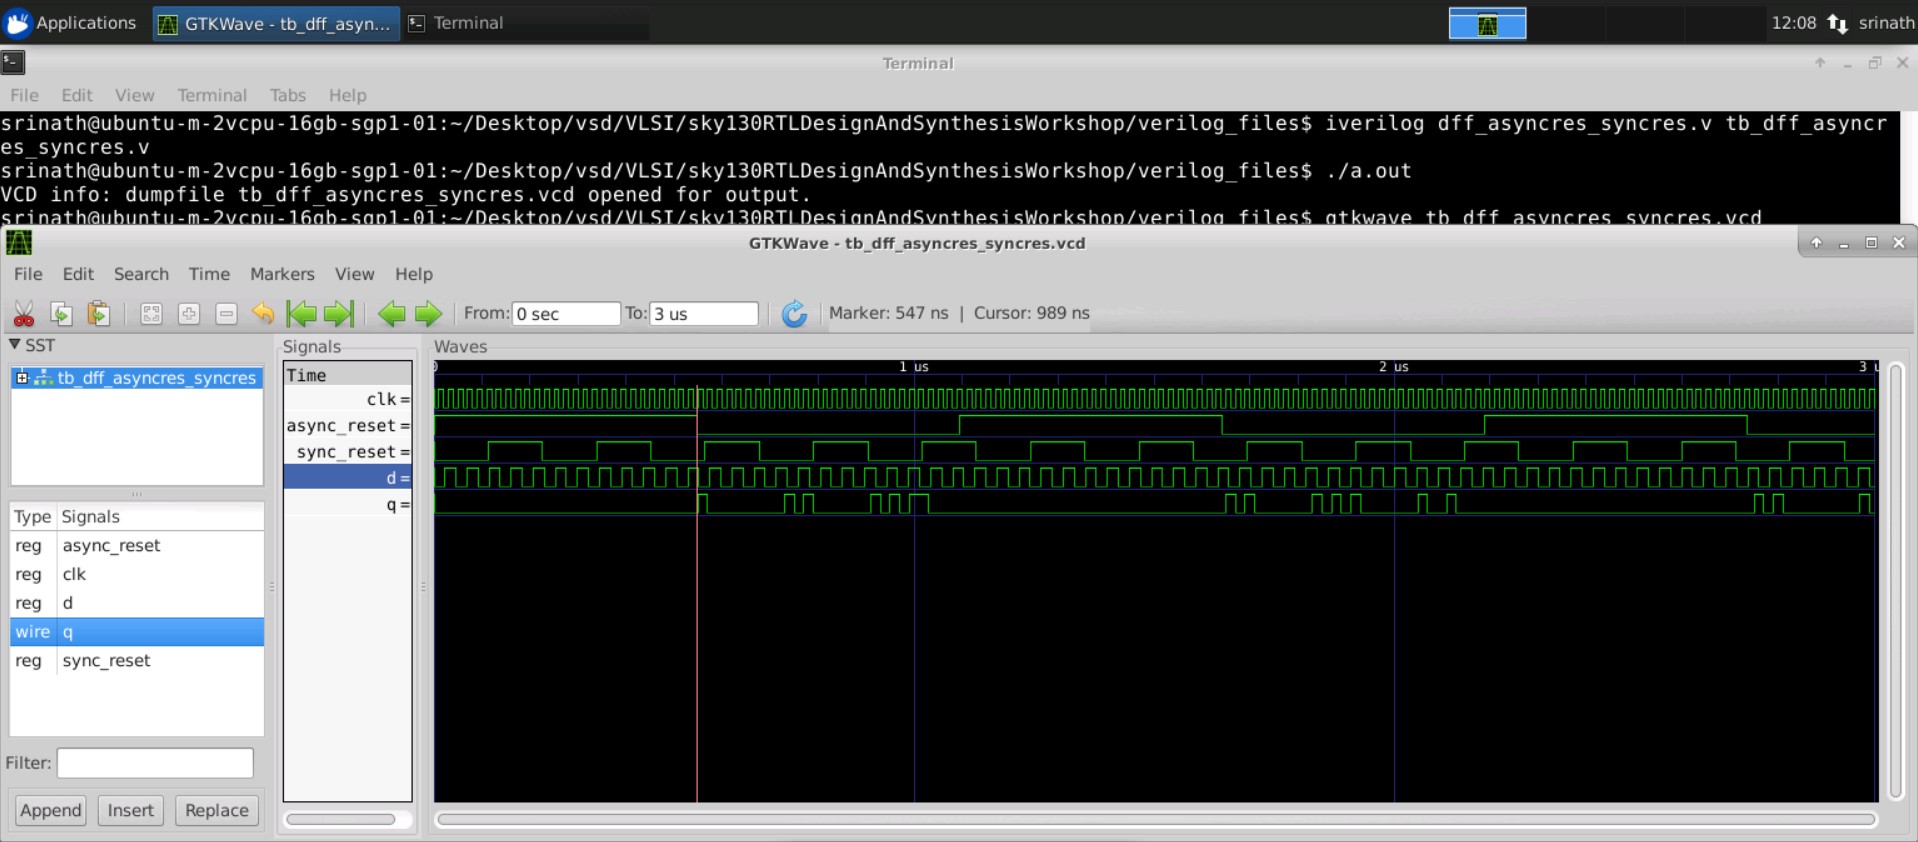 Applications GTKWave - tb_dff_asyn... Terminal 12:08 srinath
Terminal
File Edit View Terminal Tabs Help
srinath@ubuntu-m-2vcpu-16gb-sgp1-01:~/Desktop/vsd/VLSI/sky130RTLDesignAndSynthesisWorkshop/verilog_files$ iverilog dff_asyncres_syncres.v tb_dff_asyncr
es_syncres.v
srinath@ubuntu-m-2vcpu-16gb-sgp1-01:~/Desktop/vsd/VLSI/sky130RTLDesignAndSynthesisWorkshop/verilog_files$ ./a.out
VCD info: dumpfile tb_dff_asyncres_syncres.vcd opened for output.
srinath@ubuntu-m-2vcpu-16gb-sgp1-01:~/Desktop/vsd/VLSI/sky130RTLDesignAndSynthesisWorkshop/verilog_files$ gtkwave tb_dff_asyncres_syncres.vcd
GTKWave - tb_dff_asyncres_syncres.vcd
File Edit Search Time Markers View Help
From: 0 sec To: 3 us Marker: 547 ns | Cursor: 989 ns
SST
tb_dff_asyncres_syncres
Type Signals
reg async_reset
reg clk
reg d
wire q
reg sync_reset
Filter:
Append Insert Replace
Signals
Time
clk =
async_reset =
sync_reset =
d =
q =
Waves
0 1 us 2 us 3 u